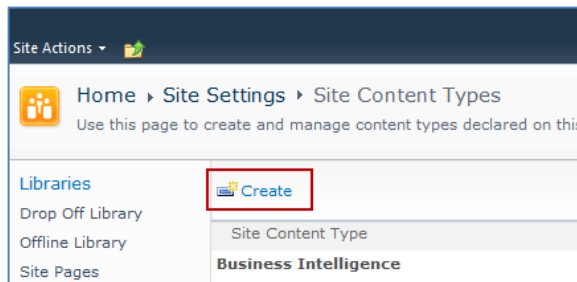 Site Actions
Home Site Settings Site Content Types
Use this page to create and manage content types declared on this
Libraries
Drop Off Library
Offline Library
Site Pages
Create
Site Content Type
Business Intelligence